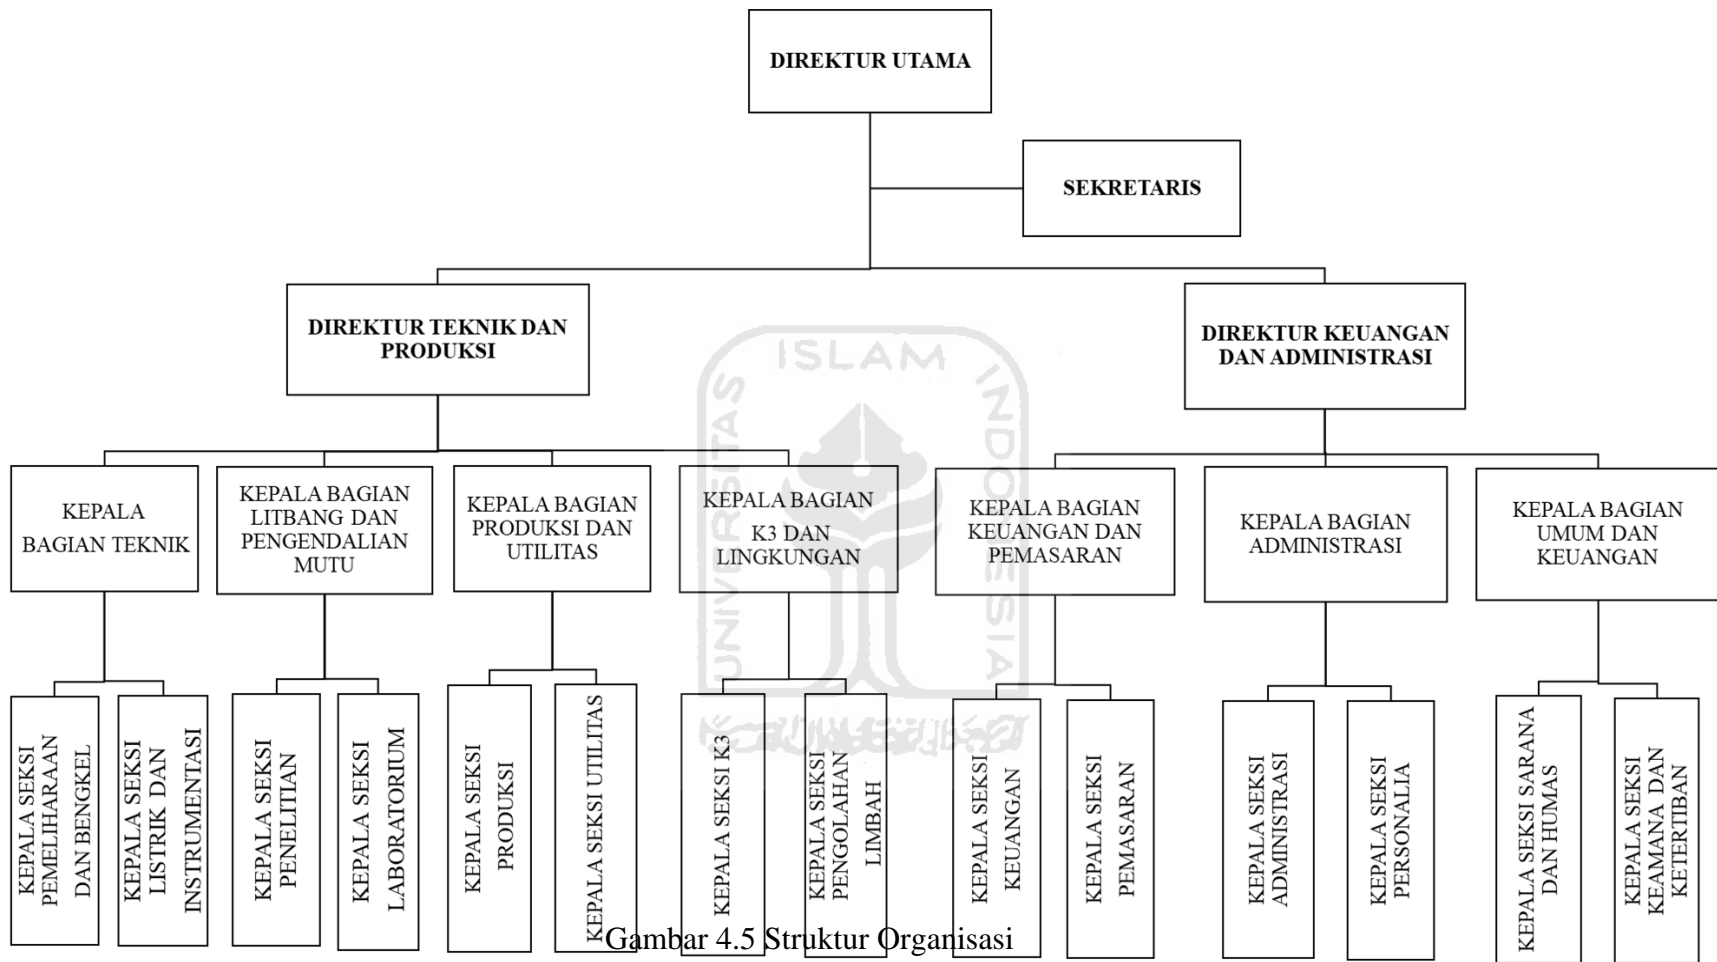 DIREKTUR UTAMA
SEKRETARIS
DIREKTUR TEKNIK DAN
PRODUKSI
DIREKTUR KEUANGAN
DAN ADMINISTRASI
UNIVERSITAS
ISLAM
INDONESIA
KEPALA
BAGIAN TEKNIK
KEPALA BAGIAN
LITBANG DAN
PENGENDALIAN
MUTU
KEPALA BAGIAN
PRODUKSI DAN
UTILITAS
KEPALA BAGIAN
K3 DAN
LINGKUNGAN
KEPALA BAGIAN
KEUANGAN DAN
PEMASARAN
KEPALA BAGIAN
ADMINISTRASI
KEPALA BAGIAN
UMUM DAN
KEUANGAN
KEPALA SEKSI
PEMELIHARAAN
DAN BENGKEL
KEPALA SEKSI
LISTRIK DAN
INSTRUMENTASI
KEPALA SEKSI
PENELITIAN
KEPALA SEKSI
LABORATORIUM
KEPALA SEKSI
PRODUKSI
KEPALA SEKSI UTILITAS
KEPALA SEKSI K3
KEPALA SEKSI
PENGOLAHAN
LIMBAH
KEPALA SEKSI
KEUANGAN
KEPALA SEKSI
PEMASARAN
KEPALA SEKSI
ADMINISTRASI
KEPALA SEKSI
PERSONALIA
KEPALA SEKSI SARANA
DAN HUMAS
KEPALA SEKSI
KEAMANA DAN
KETERTIBAN
Gambar 4.5 Struktur Organisasi